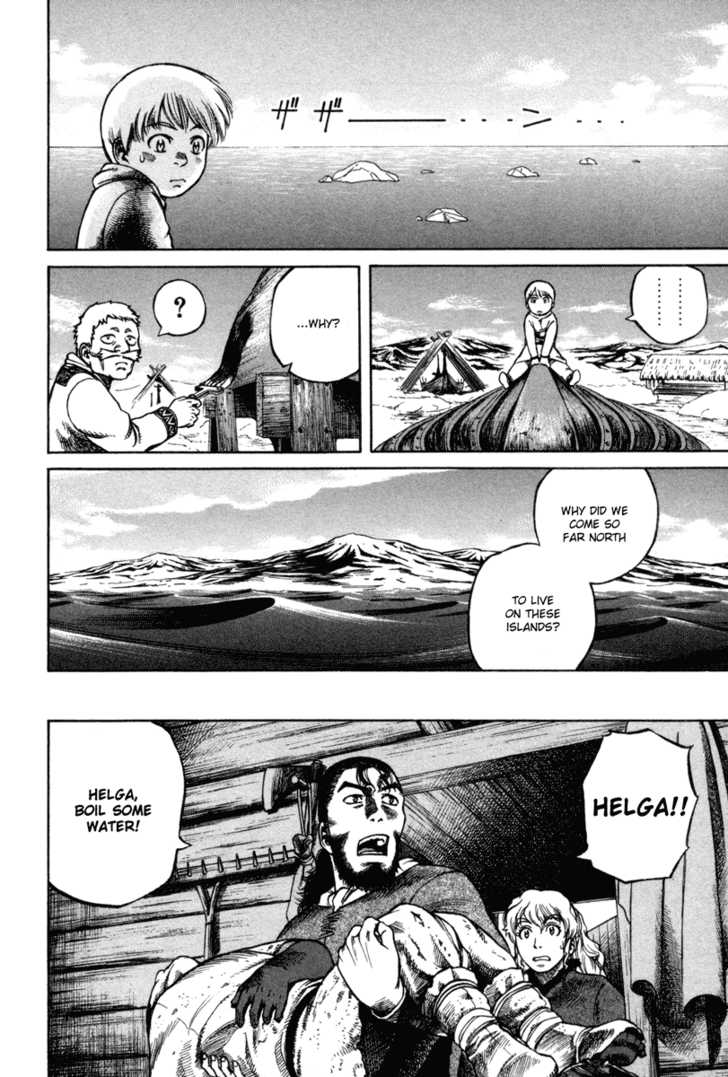 ザザ―――...ン...
......
......
...WHY?
?
WHY DID WE
COME SO
FAR NORTH
TO LIVE
ON THESE
ISLANDS?
HELGA!!
HELGA,
BOIL SOME
WATER!